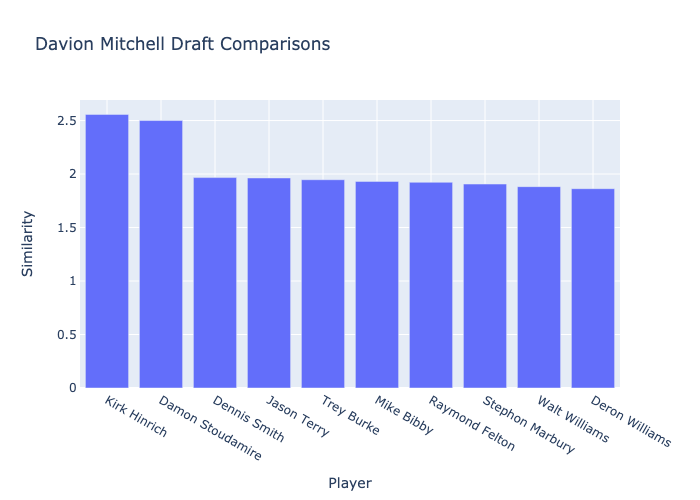 Davion Mitchell Draft Comparisons
2.5
2
1.5
1
0.5
0
Similarity
Kirk Hinrich
Damon Stoudamire
Dennis Smith
Jason Terry
Trey Burke
Mike Bibby
Raymond Felton
Stephon Marbury
Walt Williams
Deron Williams
Player